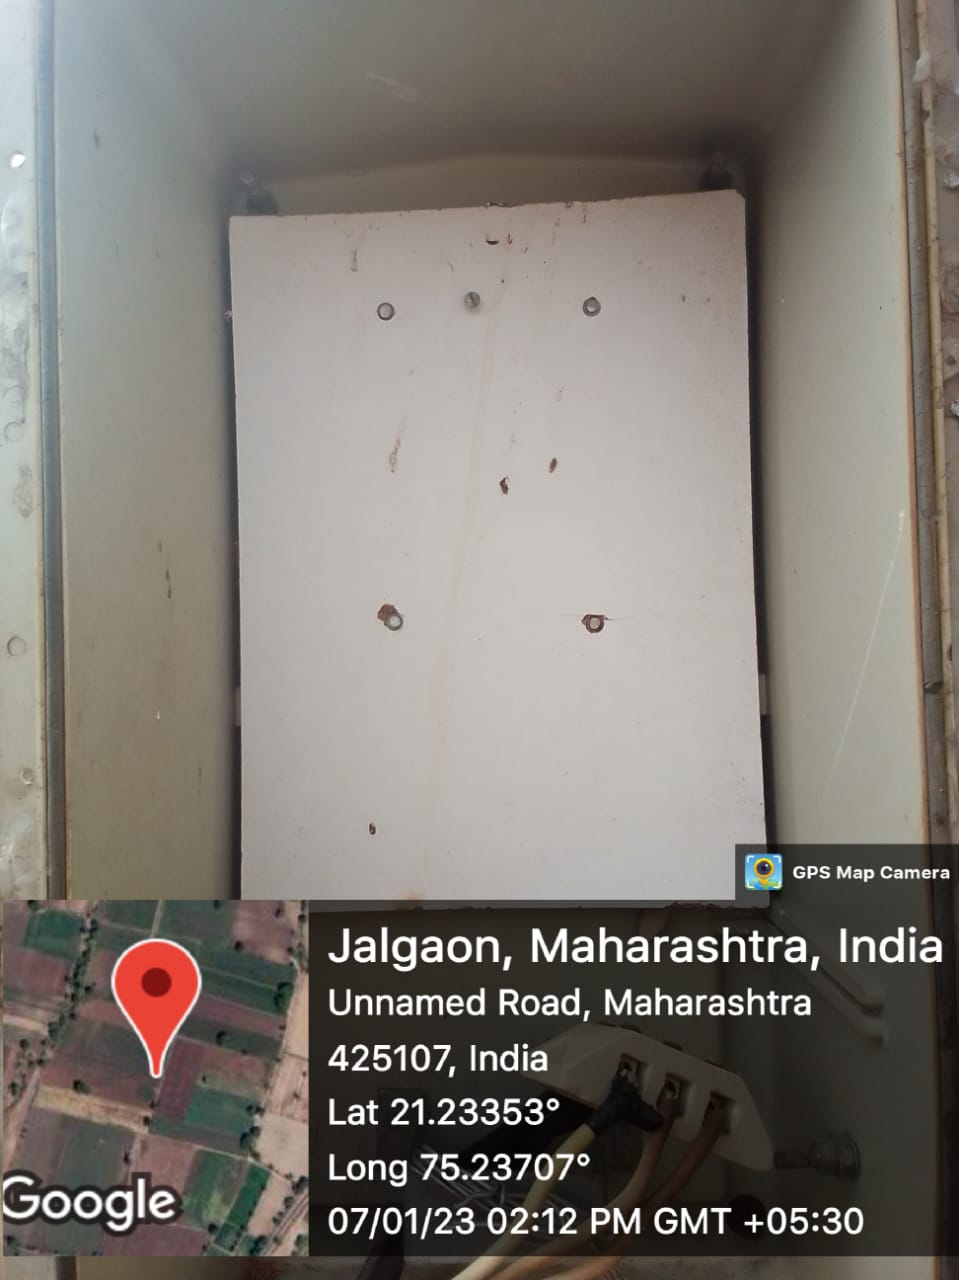 GPS Map Camera
Jalgaon, Maharashtra, India
Unnamed Road, Maharashtra
425107, India
Lat 21.23353°
Long 75.23707°
07/01/23 02:12 PM GMT +05:30
Google